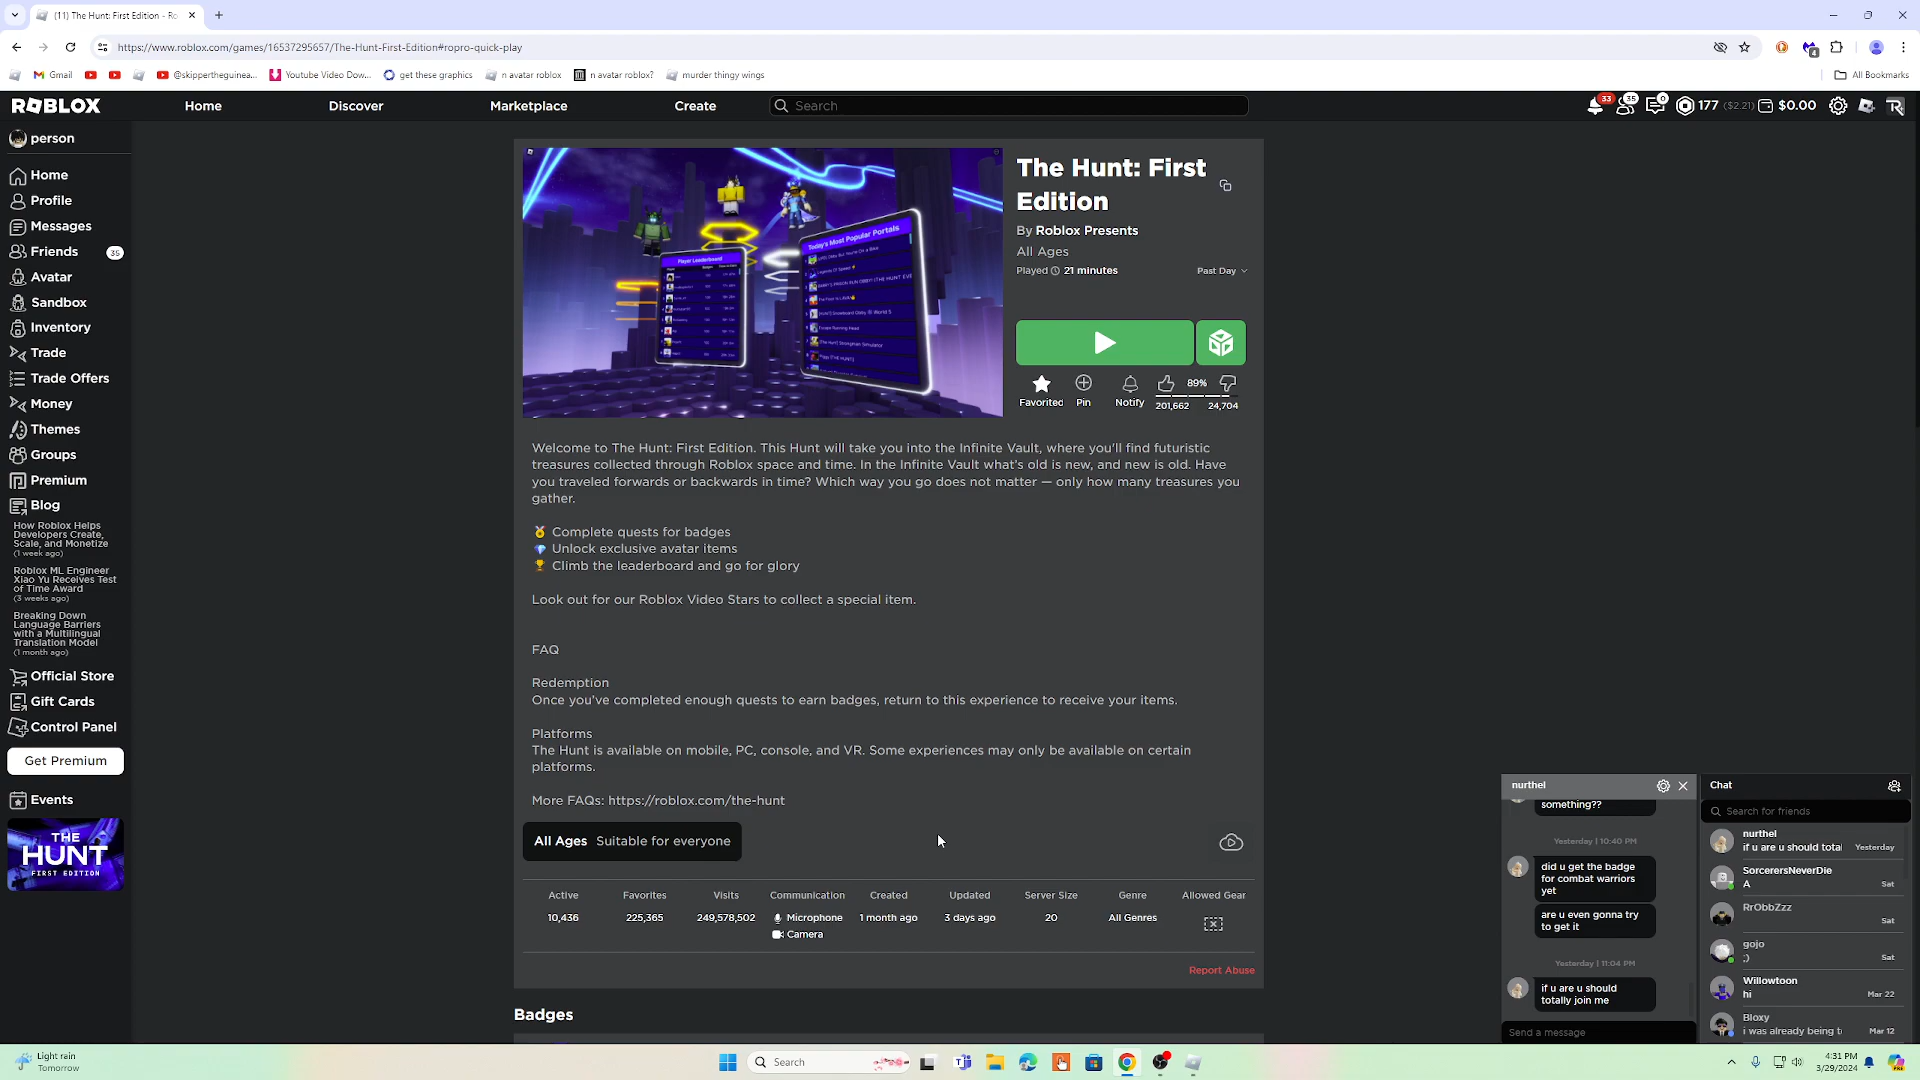 (11) The Hunt: First Edition - Ro
https://www.roblox.com/games/16537295657/The-Hunt-First-Edition#ropro-quick-play
Gmail
@skippertheguinea...
Youtube Video Dow...
get these graphics
n avatar roblox
n avatar roblox?
murder thingy wings
All Bookmarks
ROBLOX
Home
Discover
Marketplace
Create
Search
33
35
0
177
($2.21)
$0.00
person
Home
Profile
Messages
Friends
35
Avatar
Sandbox
Inventory
Trade
Trade Offers
Money
Themes
Groups
Premium
Blog
How Roblox Helps
Developers Create,
Scale, and Monetize
(1 week ago)
Roblox ML Engineer
Xiao Yu Receives Test
of Time Award
(3 weeks ago)
Breaking Down
Language Barriers
with a Multilingual
Translation Model
(1 month ago)
Official Store
Gift Cards
Control Panel
Get Premium
Events
THE
HUNT
FIRST EDITION
Player Leaderboard
Today's Most Popular Portals
The Hunt: First
Edition
By Roblox Presents
All Ages
Played 21 minutes
Past Day
Favorited
Pin
Notify
89%
201,662
24,704
Welcome to The Hunt: First Edition. This Hunt will take you into the Infinite Vault, where you'll find futuristic
treasures collected through Roblox space and time. In the Infinite Vault what's old is new, and new is old. Have
you traveled forwards or backwards in time? Which way you go does not matter — only how many treasures you
gather.
🏅 Complete quests for badges
💎 Unlock exclusive avatar items
🏆 Climb the leaderboard and go for glory
Look out for our Roblox Video Stars to collect a special item.
FAQ
Redemption
Once you've completed enough quests to earn badges, return to this experience to receive your items.
Platforms
The Hunt is available on mobile, PC, console, and VR. Some experiences may only be available on certain
platforms.
More FAQs: https://roblox.com/the-hunt
All Ages Suitable for everyone
Active Favorites Visits Communication Created Updated Server Size Genre Allowed Gear
10,436 225,365 249,578,502 Microphone 1 month ago 3 days ago 20 All Genres
Camera
Report Abuse
Badges
nurthel
something??
Yesterday | 10:40 PM
did u get the badge
for combat warriors
yet
are u even gonna try
to get it
Yesterday | 11:04 PM
if u are u should
totally join me
Send a message
Chat
Search for friends
nurthel
if u are u should total Yesterday
SorcerersNeverDie
A Sat
RrObbZzz
Sat
gojo
;) Sat
Willowtoon
hi Mar 22
Bloxy
i was already being t Mar 12
Light rain
Tomorrow
Search
4:31 PM
3/29/2024